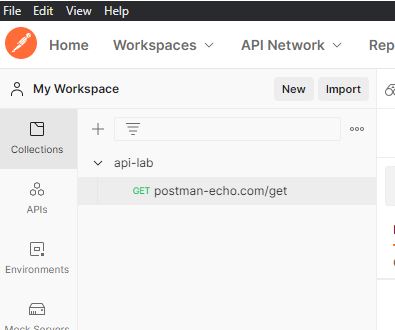 File Edit View Help
Home Workspaces API Network Rep
My Workspace New Import
Collections
api-lab
GET postman-echo.com/get
APIs
Environments
Mock Servers